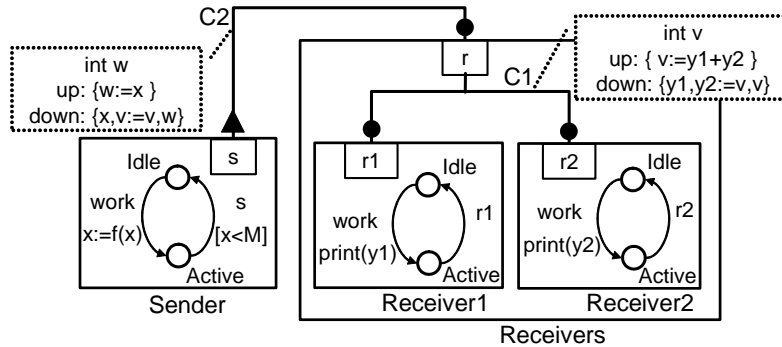 C2
int w
up: {w:=x }
down: {x,v:=v,w}
int v
up: { v:=y1+y2 }
down: {y1,y2:=v,v}
r
C1
s
Idle
work
x:=f(x)
s
[x<M]
Active
Sender
r1
Idle
work
print(y1)
r1
Active
Receiver1
r2
Idle
work
print(y2)
r2
Active
Receiver2
Receivers